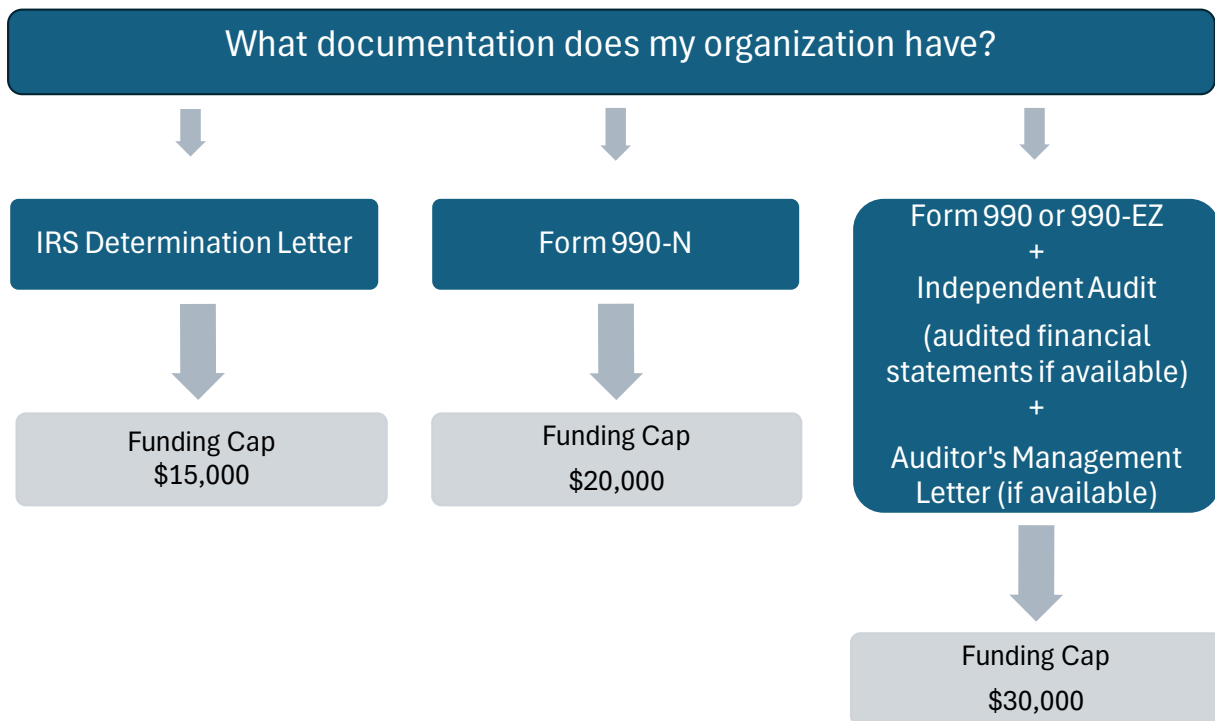 What documentation does my organization have?
IRS Determination Letter
Funding Cap
$15,000
Form 990-N
Funding Cap
$20,000
Form 990 or 990-EZ
+
Independent Audit
(audited financial
statements if available)
+
Auditor's Management
Letter (if available)
Funding Cap
$30,000